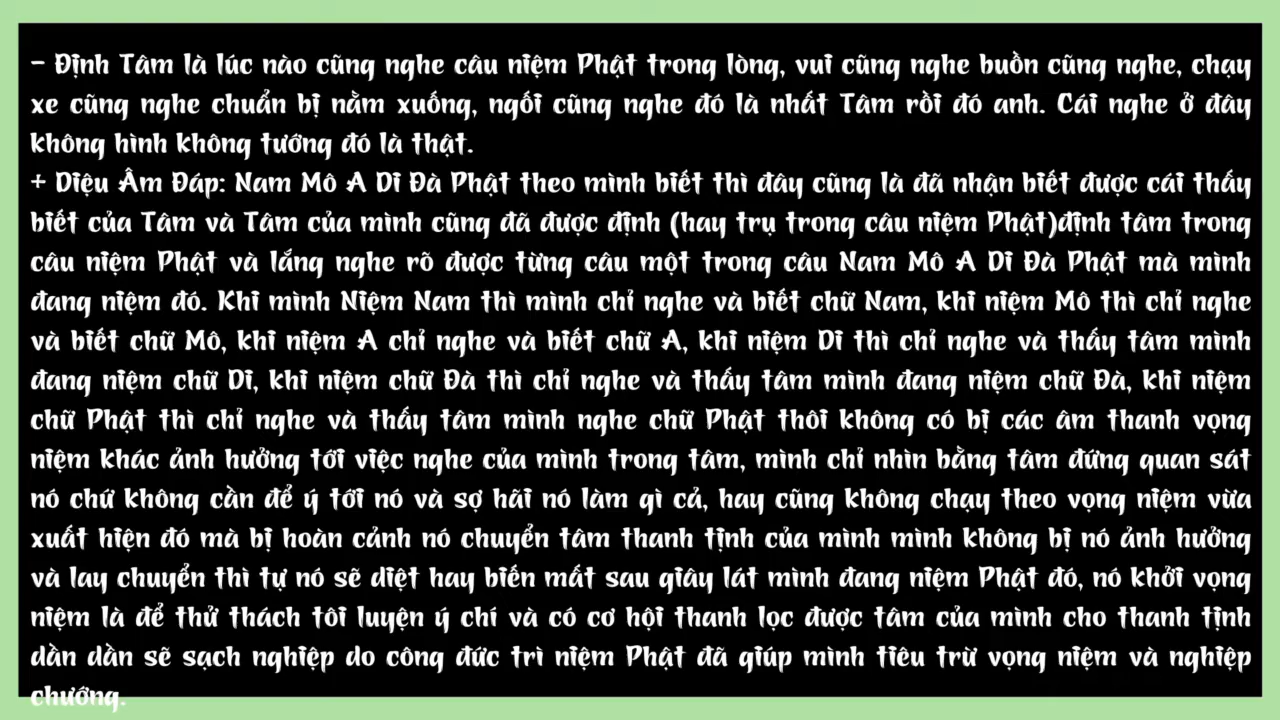 – Định Tâm là lúc nào cũng nghe câu niệm Phật trong lòng, vui cũng nghe buồn cũng nghe, chạy
xe cũng nghe chuẩn bị nằm xuống, ngối cũng nghe đó là nhất Tâm rồi đó anh. Cái nghe ở đây
không hình không tướng đó là thật.
+ Diệu Âm Đáp: Nam Mô A Di Đà Phật theo mình biết thì đây cũng là đã nhận biết được cái thấy
biết của Tâm và Tâm của mình cũng đã được định (hay trụ trong câu niệm Phật)định tâm trong
câu niệm Phật và lắng nghe rõ được từng câu một trong câu Nam Mô A Di Đà Phật mà mình
đang niệm đó. Khi mình Niệm Nam thì mình chỉ nghe và biết chữ Nam, khi niệm Mô thì chỉ nghe
và biết chữ Mô, khi niệm A chỉ nghe và biết chữ A, khi niệm Di thì chỉ nghe và thấy tâm mình
đang niệm chữ Di, khi niệm chữ Đà thì chỉ nghe và thấy tâm mình đang niệm chữ Đà, khi niệm
chữ Phật thì chỉ nghe và thấy tâm mình nghe chữ Phật thôi không có bị các âm thanh vọng
niệm khác ảnh hưởng tới việc nghe của mình trong tâm, mình chỉ nhìn bằng tâm đứng quan sát
nó chứ không cần để ý tới nó và sợ hãi nó làm gì cả, hay cũng không chạy theo vọng niệm vừa
xuất hiện đó mà bị hoàn cảnh nó chuyển tâm thanh tịnh của mình mình không bị nó ảnh hưởng
và lay chuyển thì tự nó sẽ diệt hay biến mất sau giây lát mình đang niệm Phật đó, nó khởi vọng
niệm là để thử thách tôi luyện ý chí và có cơ hội thanh lọc được tâm của mình cho thanh tịnh
dần dần sẽ sạch nghiệp do công đức trì niệm Phật đã giúp mình tiêu trừ vọng niệm và nghiệp
chướng.